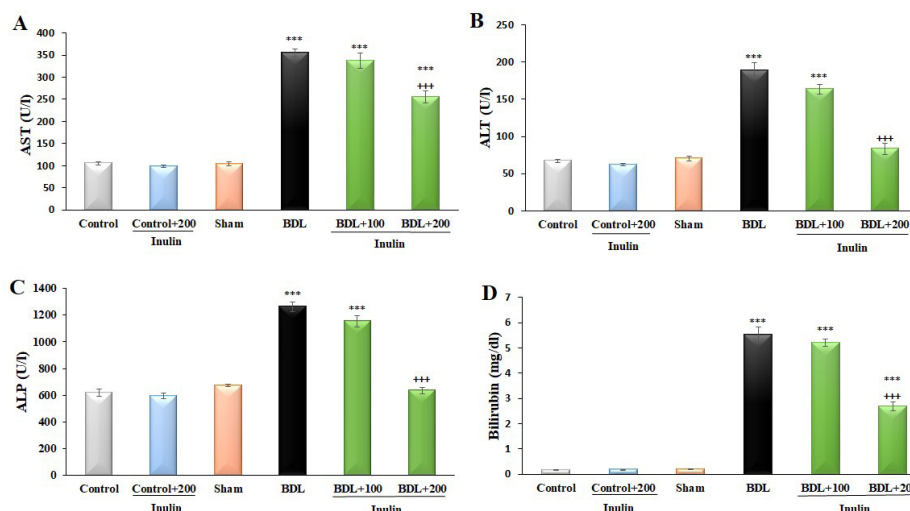 A
AST (U/l)
400
350
300
250
200
150
100
50
0
***
***
***
+++
Control
Control+200
Sham
BDL
BDL+100
BDL+200
Inulin
Inulin
B
ALT (U/l)
250
200
150
100
50
0
***
***
+++
Control
Control+200
Sham
BDL
BDL+100
BDL+200
Inulin
Inulin
C
ALP (U/l)
1400
1200
1000
800
600
400
200
0
***
***
+++
Control
Control+200
Sham
BDL
BDL+100
BDL+200
Inulin
Inulin
D
Bilirubin (mg/dl)
7
6
5
4
3
2
1
0
***
***
***
+++
Control
Control+200
Sham
BDL
BDL+100
BDL+20
Inulin
Inulin